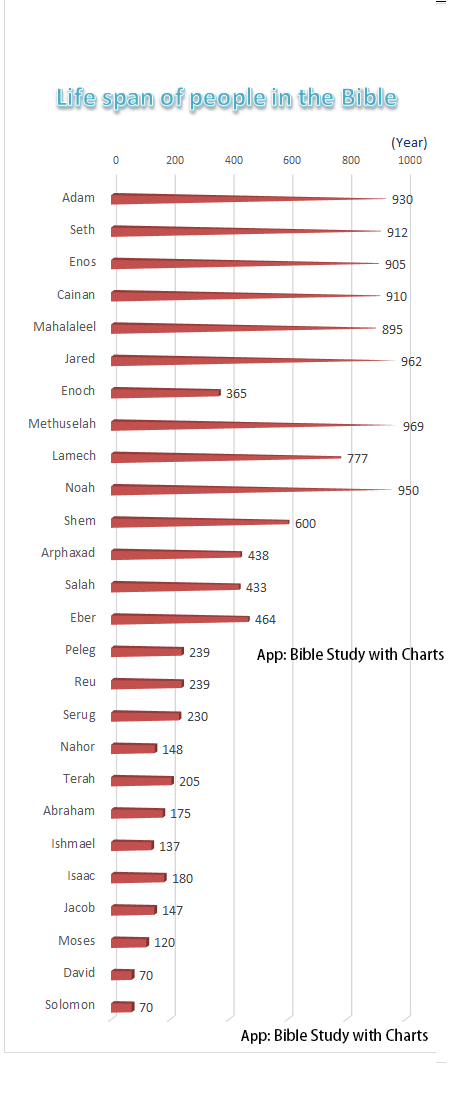 Life span of people in the Bible
(Year)
0 200 400 600 800 1000
Adam 930
Seth 912
Enos 905
Cainan 910
Mahalaleel 895
Jared 962
Enoch 365
Methuselah 969
Lamech 777
Noah 950
Shem 600
Arphaxad 438
Salah 433
Eber 464
Peleg 239
App: Bible Study with Charts
Reu 239
Serug 230
Nahor 148
Terah 205
Abraham 175
Ishmael 137
Isaac 180
Jacob 147
Moses 120
David 70
Solomon 70
App: Bible Study with Charts